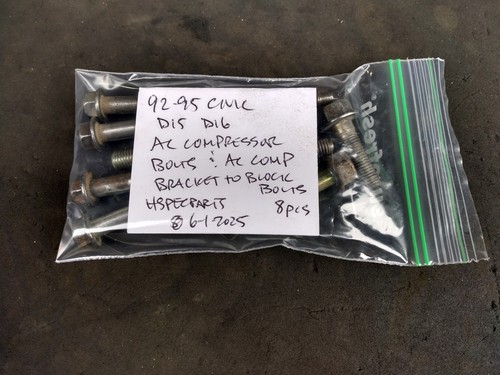 92-95 CIVIC
D15 D16
AC COMPRESSOR
BOLTS & AC COMP
BRACKET TO BLOCK
BOLTS
HSPECPARTS 8pcs
6-1-2025
fresh